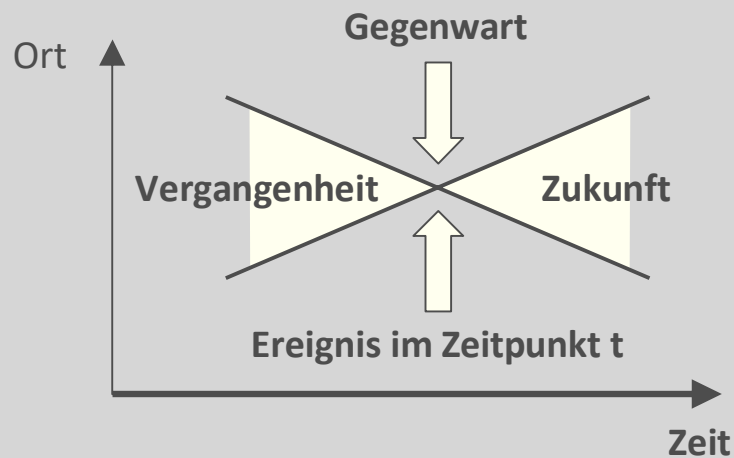 Gegenwart
Ort
Vergangenheit
Zukunft
Ereignis im Zeitpunkt t
Zeit